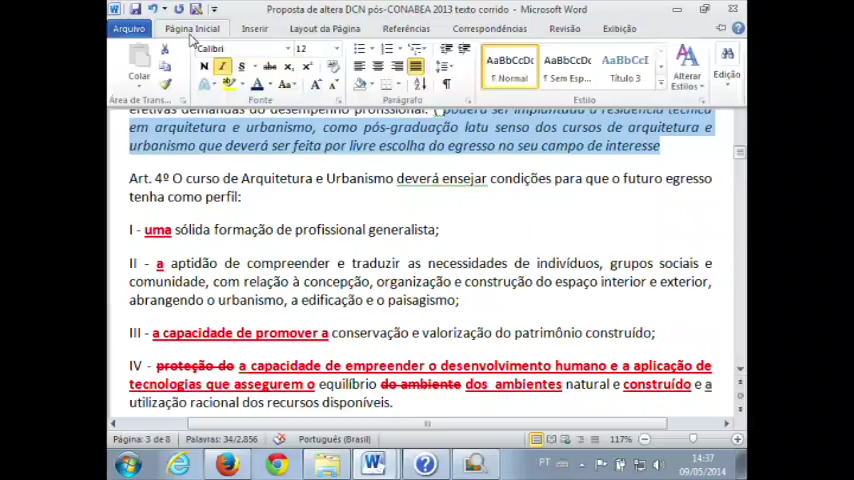 Proposta de altera DCN pós-CONABEA 2013 texto corrido - Microsoft Word
Arquivo Página Inicial Inserir Layout da Página Referências Correspondências Revisão Exibição
Colar
Calibri 12
N I S abc x₂ x²
AaBbCcDc AaBbCcDc AaBbCcI
¶ Normal ¶ Sem Esp... Título 3
Alterar Estilos
Edição
Área de Trans... Fonte Parágrafo Estilo
efetivas demandas do desempenho profissional. (*poderá ser implantada a residência técnica
em arquitetura e urbanismo, como pós-graduação latu senso dos cursos de arquitetura e
urbanismo que deverá ser feita por livre escolha do egresso no seu campo de interesse
Art. 4º O curso de Arquitetura e Urbanismo deverá ensejar condições para que o futuro egresso
tenha como perfil:
I - uma sólida formação de profissional generalista;
II - a aptidão de compreender e traduzir as necessidades de indivíduos, grupos sociais e
comunidade, com relação à concepção, organização e construção do espaço interior e exterior,
abrangendo o urbanismo, a edificação e o paisagismo;
III - a capacidade de promover a conservação e valorização do patrimônio construído;
IV - proteção do a capacidade de empreender o desenvolvimento humano e a aplicação de
tecnologias que assegurem o equilíbrio do ambiente dos ambientes natural e construído e a
utilização racional dos recursos disponíveis.
Página: 3 de 8 Palavras: 34/2.856 Português (Brasil) 117%
PT 14:37
09/05/2014